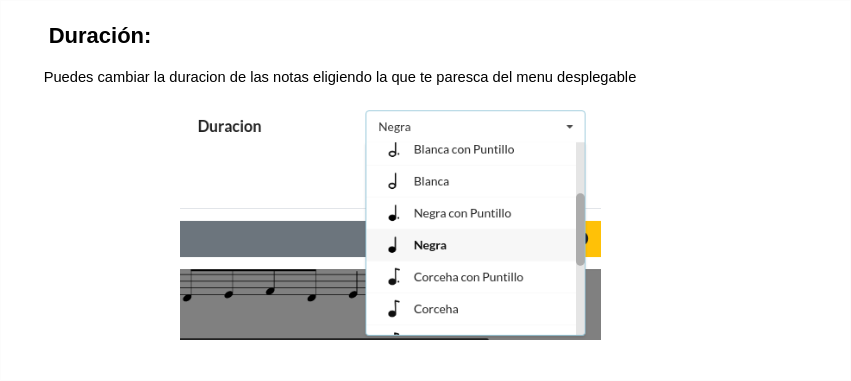 Duración:
Puedes cambiar la duracion de las notas eligiendo la que te paresca del menu desplegable
Duracion
Negra
Blanca con Puntillo
Blanca
Negra con Puntillo
Negra
Corceha con Puntillo
Corceha